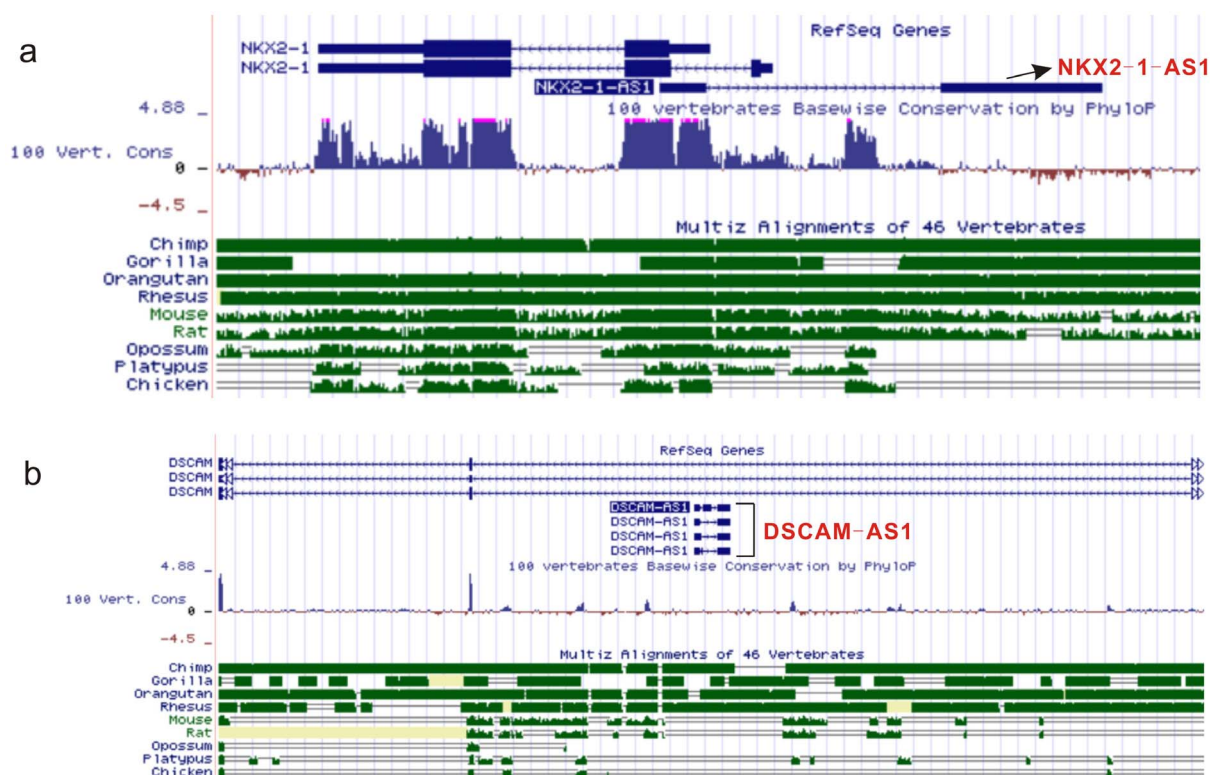 a
RefSeq Genes
NKX2-1
NKX2-1
NKX2-1-AS1
NKX2-1-AS1
4.88
100 vertebrates Basewise Conservation by PhyloP
100 Vert. Cons
0
-4.5
Multiz Alignments of 46 Vertebrates
Chimp
Gorilla
Orangutan
Rhesus
Mouse
Rat
Opossum
Platypus
Chicken
b
RefSeq Genes
DSCAM
DSCAM
DSCAM
DSCAM-AS1
DSCAM-AS1
DSCAM-AS1
DSCAM-AS1
DSCAM-AS1
4.88
100 vertebrates Basewise Conservation by PhyloP
100 Vert. Cons
0
-4.5
Multiz Alignments of 46 Vertebrates
Chimp
Gorilla
Orangutan
Rhesus
Mouse
Rat
Opossum
Platypus
Chicken